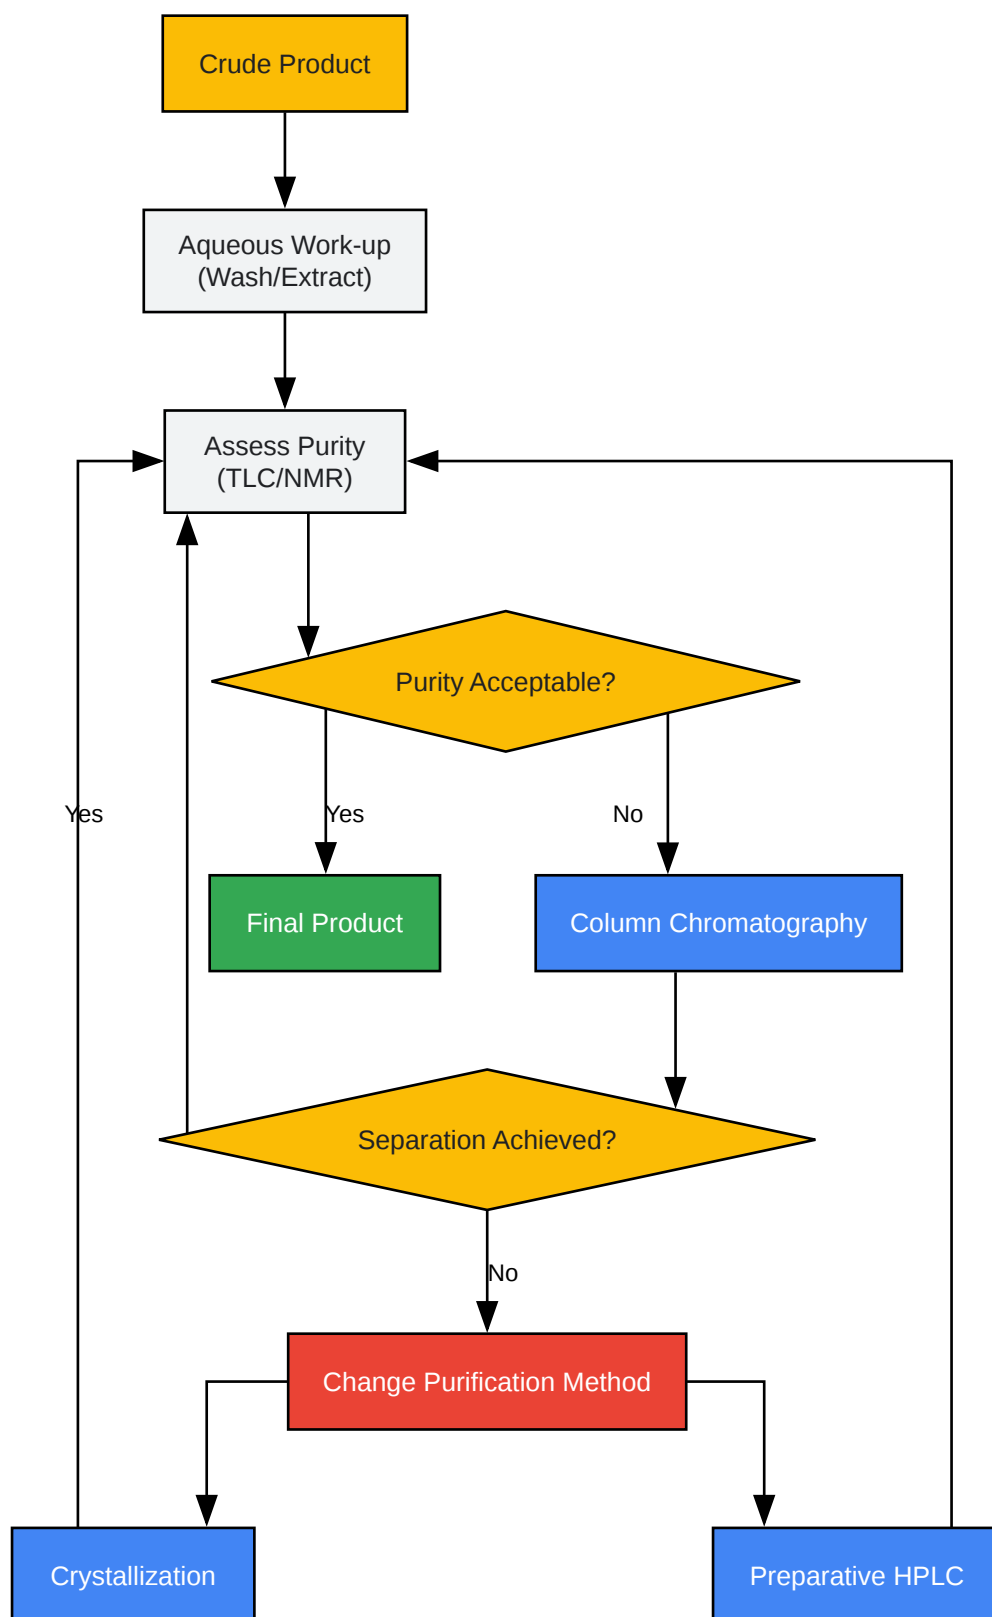 Crude Product
Aqueous Work-up
(Wash/Extract)
Assess Purity
(TLC/NMR)
Purity Acceptable?
Yes
Yes
No
Final Product
Column Chromatography
Separation Achieved?
No
Change Purification Method
Crystallization
Preparative HPLC